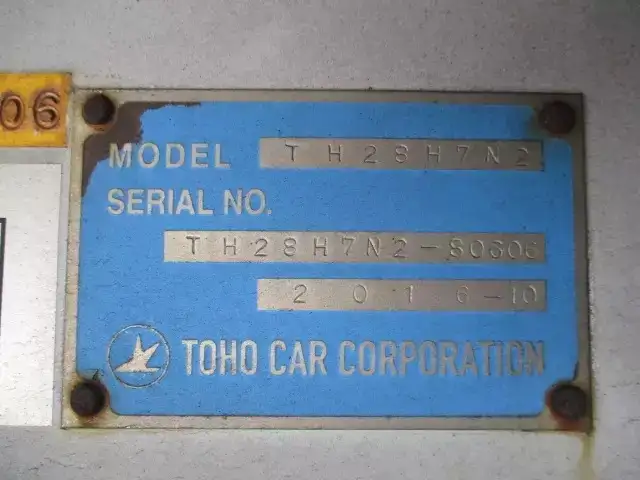 06
MODEL TH28H7N2
SERIAL NO.
TH28H7N2-80606
2016-10
TOHO CAR CORPORATION